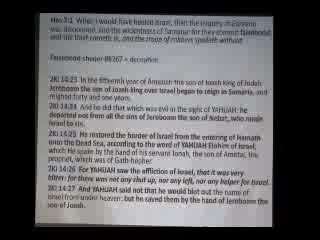 Hos 7:1 When I would have healed Israel, then the iniquity of Ephraim
was discovered, and the wickedness of Samaria: for they commit falsehood;
and the thief cometh in, and the troop of robbers spoileth without.
Falsehood sheqer H8267 = deception
2Ki 14:23 In the fifteenth year of Amaziah the son of Joash king of Judah
Jeroboam the son of Joash king over Israel began to reign in Samaria, and
reigned forty and one years.
2Ki 14:24 And he did that which was evil in the sight of YAHUAH: he
departed not from all the sins of Jeroboam the son of Nebat, who made
Israel to sin.
2Ki 14:25 He restored the border of Israel from the entering of Hamath
unto the Dead Sea, according to the word of YAHUAH Elohim of Israel,
which He spake by the hand of his servant Jonah, the son of Amittai, the
prophet, which was of Gath-hepher.
2Ki 14:26 For YAHUAH saw the affliction of Israel, that it was very
bitter: for there was not any shut up, nor any left, nor any helper for Israel.
2Ki 14:27 And YAHUAH said not that he would blot out the name of
Israel from under heaven: but he saved them by the hand of Jeroboam the
son of Joash.